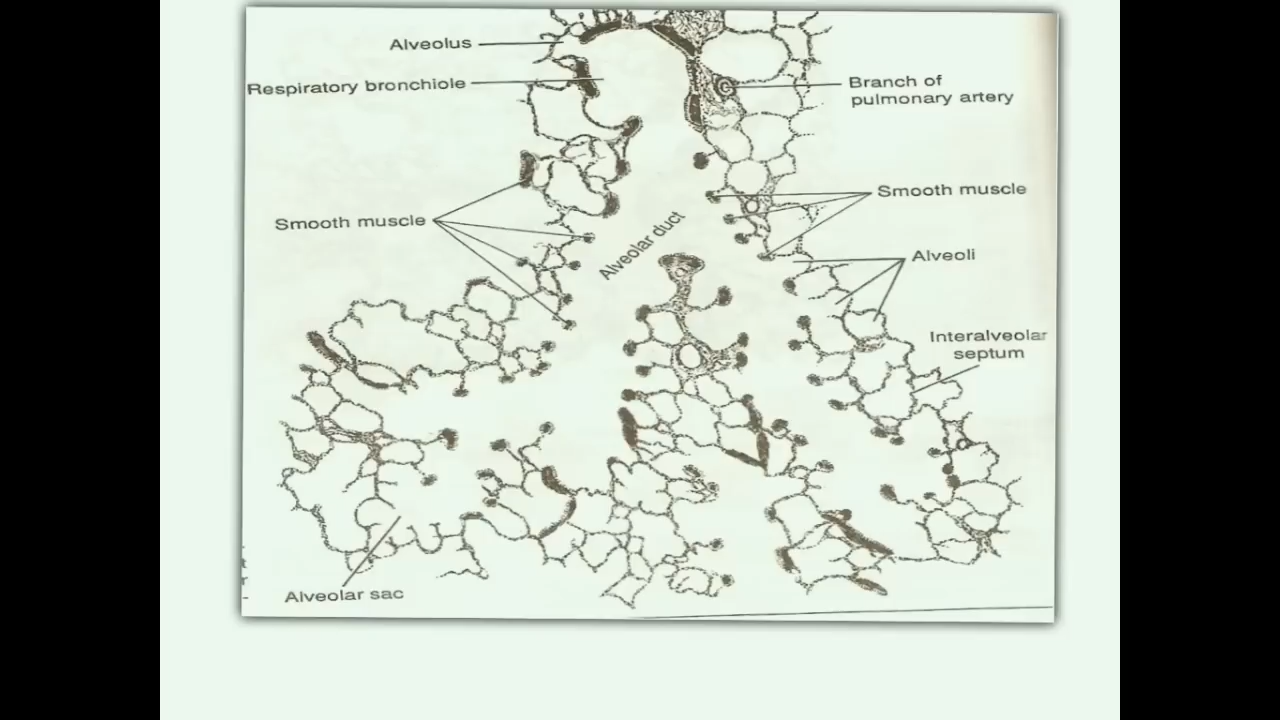 Alveolus
Respiratory bronchiole
Branch of
pulmonary artery
Smooth muscle
Smooth muscle
Alveolar duct
Alveoli
Interalveolar
septum
Alveolar sac